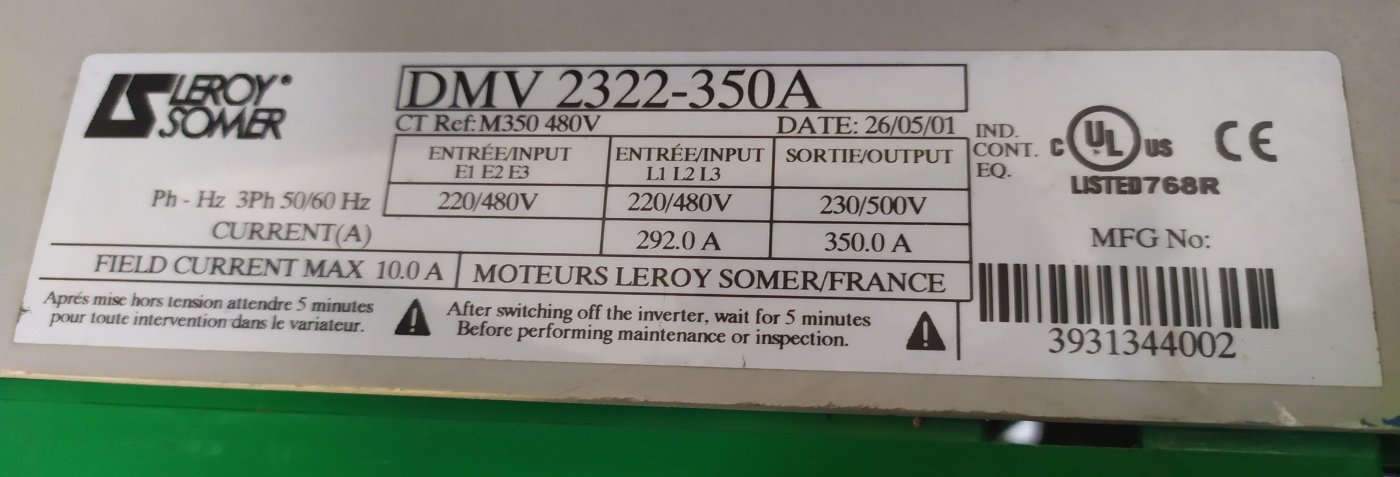 LEROY®
SOMER
DMV 2322-350A
CT Ref: M350 480V DATE: 26/05/01
ENTRÉE/INPUT ENTRÉE/INPUT SORTIE/OUTPUT
E1 E2 E3 L1 L2 L3
Ph - Hz 3Ph 50/60 Hz 220/480V 220/480V 230/500V
CURRENT(A) 292.0 A 350.0 A
FIELD CURRENT MAX 10.0 A MOTEURS LEROY SOMER/FRANCE
Aprés mise hors tension attendre 5 minutes
pour toute intervention dans le variateur.
After switching off the inverter, wait for 5 minutes
Before performing maintenance or inspection.
IND.
CONT.
EQ.
C UL US CE
LISTED 768R
MFG No:
3931344002